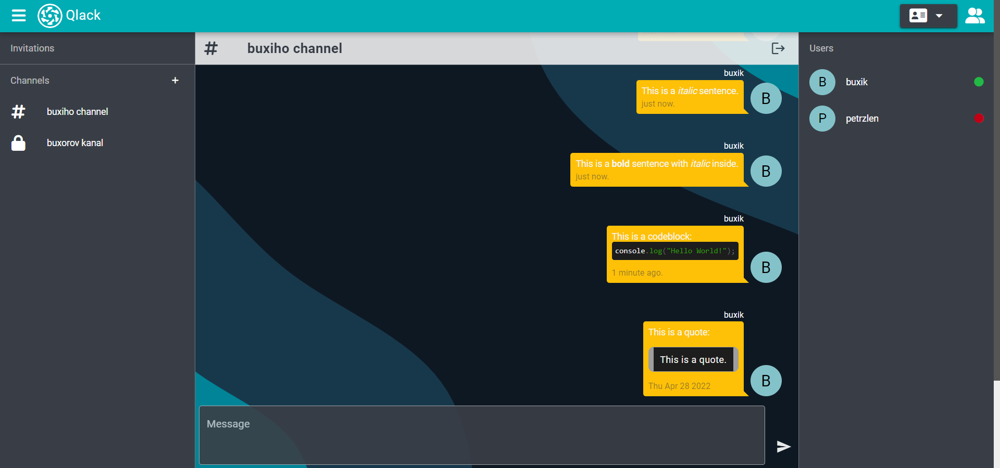 Qlack
Invitations
Channels
+
# buxiho channel
buxorov kanal
# buxiho channel
buxik
This is a italic sentence.
just now.
B
buxik
This is a bold sentence with italic inside.
just now.
B
buxik
This is a codeblock:
console.log("Hello World!");
1 minute ago.
B
buxik
This is a quote:
This is a quote.
Thu Apr 28 2022
B
Message
Users
B buxik
P petrzlen